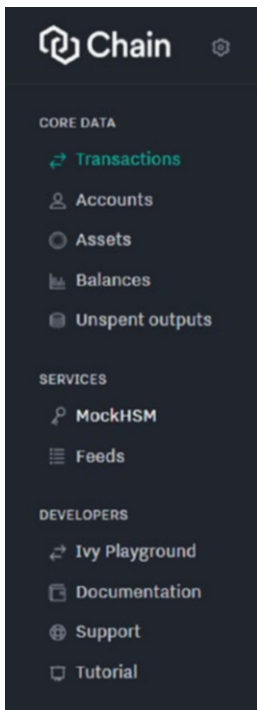 Chain
CORE DATA
Transactions
Accounts
Assets
Balances
Unspent outputs
SERVICES
MockHSM
Feeds
DEVELOPERS
Ivy Playground
Documentation
Support
Tutorial